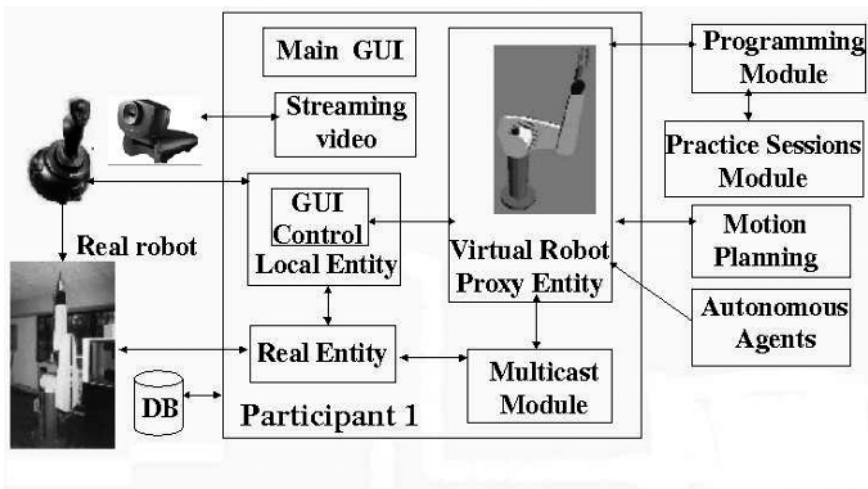 Main GUI
Streaming
video
GUI
Control
Local Entity
Real Entity
Participant 1
Real robot
DB
Virtual Robot
Proxy Entity
Multicast
Module
Programming
Module
Practice Sessions
Module
Motion
Planning
Autonomous
Agents